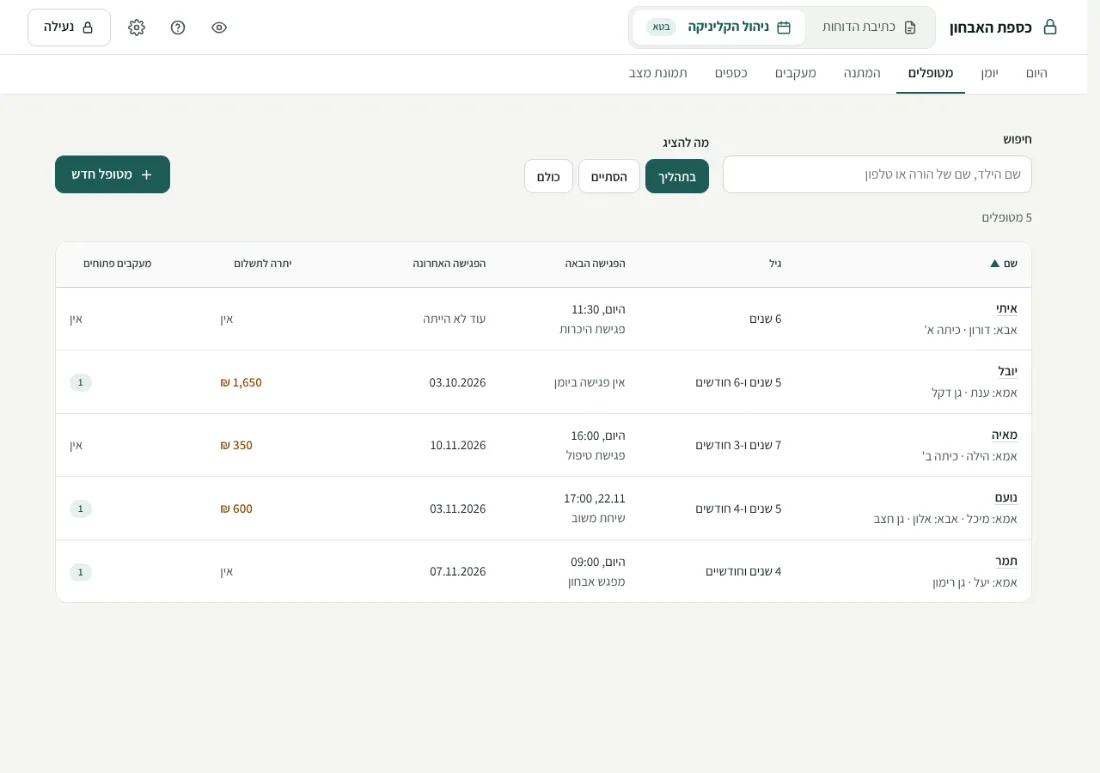 כספת האבחון
כתיבת הדוחות
ניהול הקליניקה בטא
נעילה
היום יומן מטופלים המתנה מעקבים כספים תמונת מצב
חיפוש
שם הילד, שם של הורה או טלפון
מה להציג
בתהליך הסתיים כולם
+ מטופל חדש
5 מטופלים
שם ▲ גיל הפגישה הבאה הפגישה האחרונה יתרה לתשלום מעקבים פתוחים
איתי
אבא: דורון · כיתה א'
6 שנים
היום, 11:30
פגישת היכרות
עוד לא הייתה
אין
אין
יובל
אמא: ענת · גן דקל
5 שנים ו-6 חודשים
אין פגישה ביומן
03.10.2026
1,650 ₪
1
מאיה
אמא: הילה · כיתה ב'
7 שנים ו-3 חודשים
היום, 16:00
פגישת טיפול
10.11.2026
350 ₪
אין
נועם
אמא: מיכל · אבא: אלון · גן חצב
5 שנים ו-4 חודשים
22.11, 17:00
שיחת משוב
03.11.2026
600 ₪
1
תמר
אמא: יעל · גן רימון
4 שנים וחודשיים
היום, 09:00
מפגש אבחון
07.11.2026
אין
1